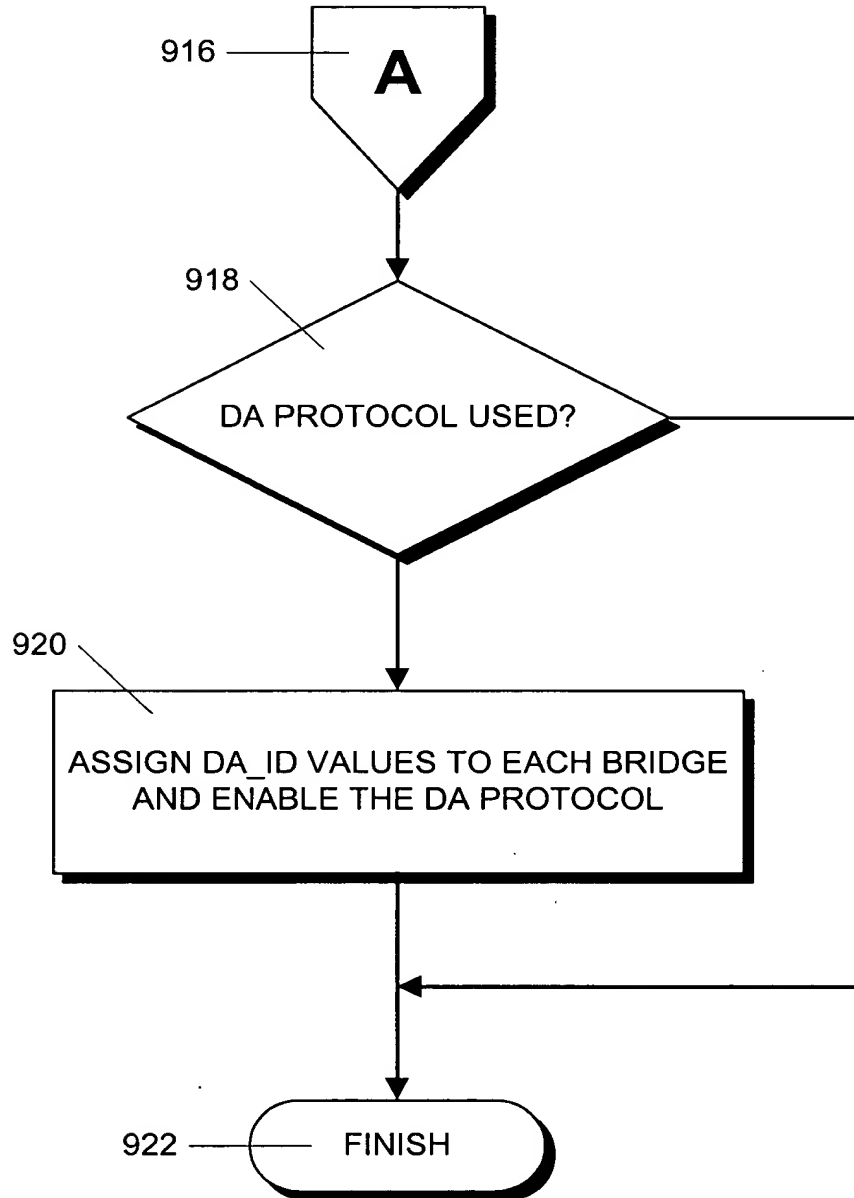 916
A
918
DA PROTOCOL USED?
920
ASSIGN DA_ID VALUES TO EACH BRIDGE
AND ENABLE THE DA PROTOCOL
922
FINISH